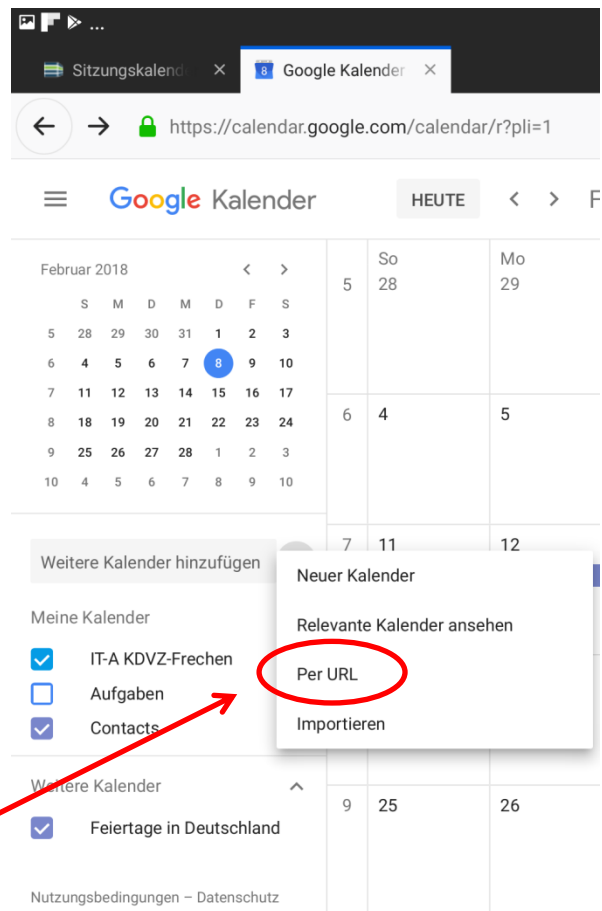 ...
Sitzungskalend
Google Kalender
8
https://calendar.google.com/calendar/r?pli=1
Google Kalender
HEUTE
F
Februar 2018
S M D M D F S
5 28 29 30 31 1 2 3
6 4 5 6 7 8 9 10
7 11 12 13 14 15 16 17
8 18 19 20 21 22 23 24
9 25 26 27 28 1 2 3
10 4 5 6 7 8 9 10
So Mo
5 28 29
6 4 5
7 11 12
Weitere Kalender hinzufügen
Neuer Kalender
Relevante Kalender ansehen
Per URL
Importieren
Meine Kalender
IT-A KDVZ-Frechen
Aufgaben
Contacts
Weitere Kalender
Feiertage in Deutschland
9 25 26
Nutzungsbedingungen – Datenschutz